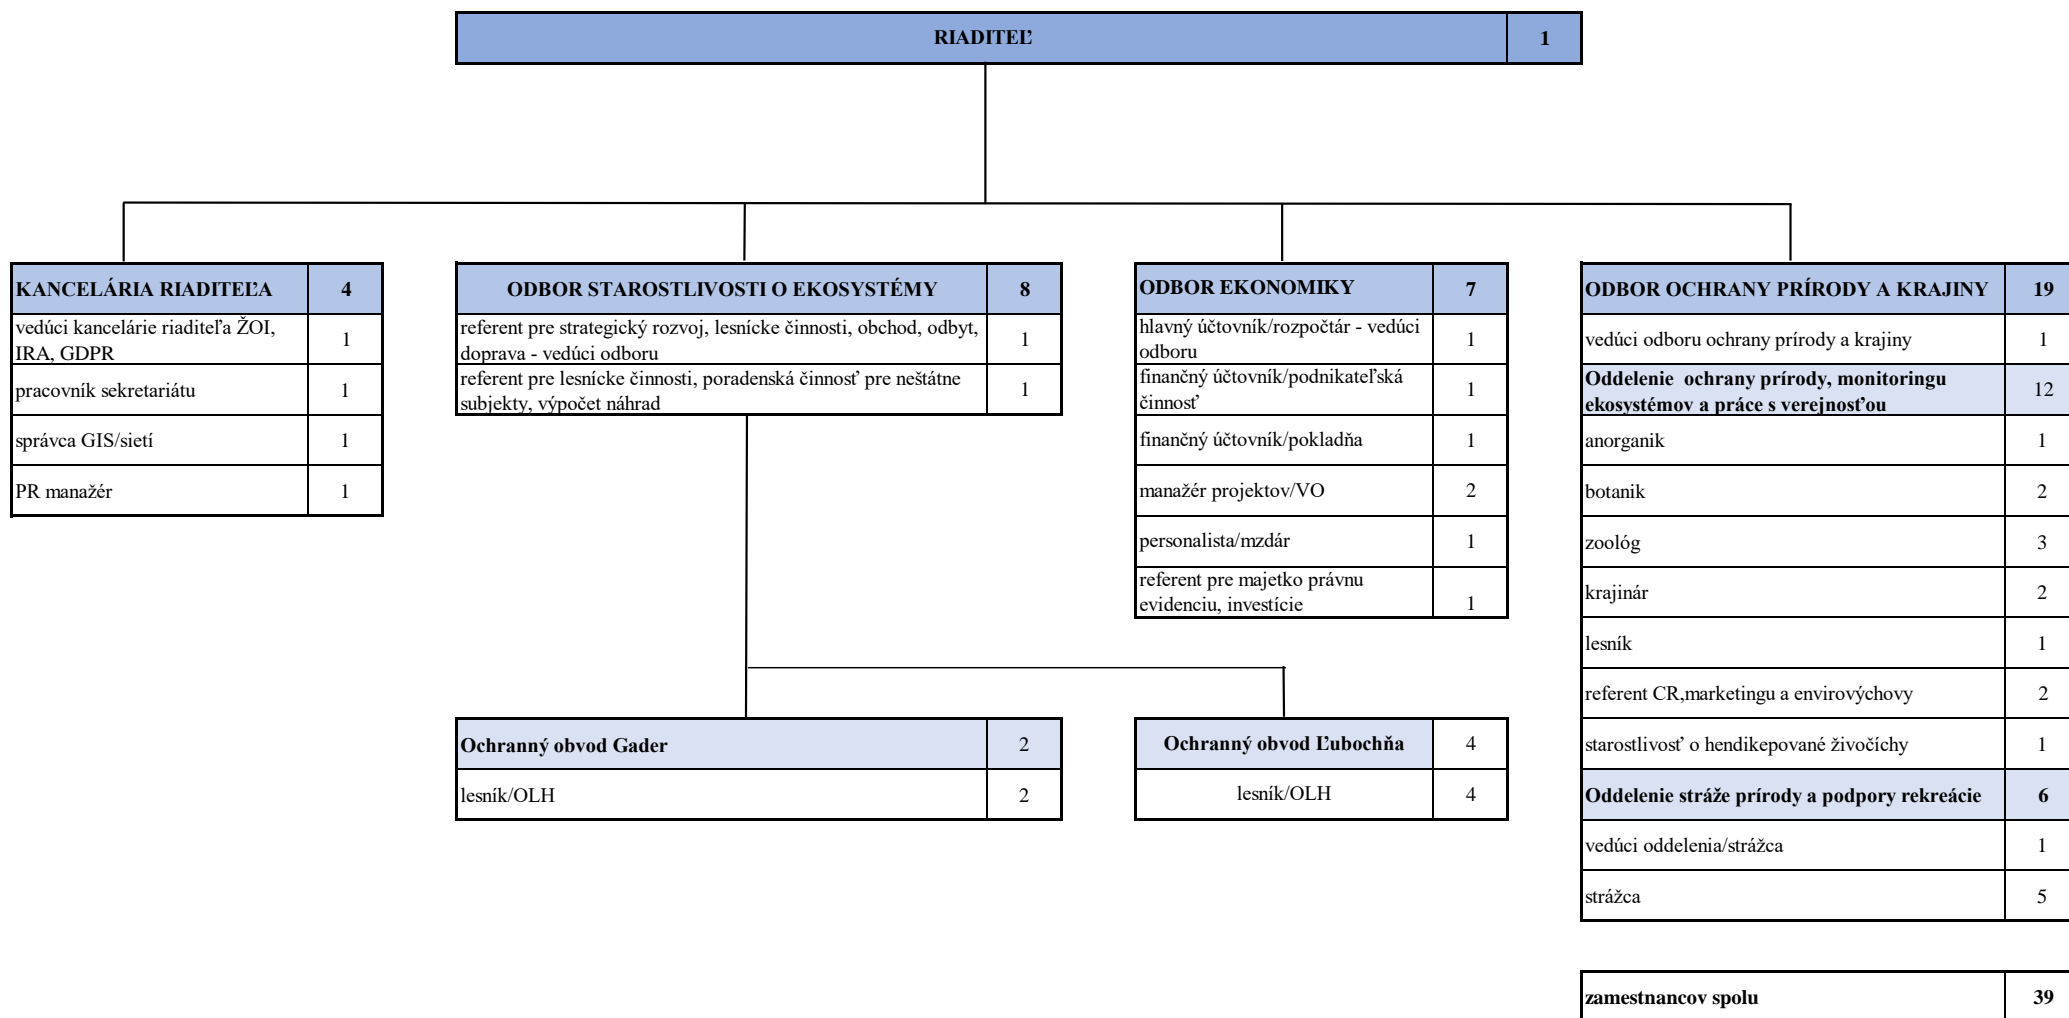 RIADITEĽ 1
KANCELÁRIA RIADITEĽA 4
vedúci kancelárie riaditeľa ŽOI,
IRA, GDPR 1
pracovník sekretariátu 1
správca GIS/sietí 1
PR manažér 1
ODBOR STAROSTLIVOSTI O EKOSYSTÉMY 8
referent pre strategický rozvoj, lesnícke činnosti, obchod, odbyt,
doprava - vedúci odboru 1
referent pre lesnícke činnosti, poradenská činnosť pre neštátne
subjekty, výpočet náhrad 1
Ochranný obvod Gader 2
lesník/OLH 2
Ochranný obvod Ľubochňa 4
lesník/OLH 4
ODBOR EKONOMIKY 7
hlavný účtovník/rozpočtár - vedúci
odboru 1
finančný účtovník/podnikateľská
činnosť 1
finančný účtovník/pokladňa 1
manažér projektov/VO 2
personalista/mzdár 1
referent pre majetko právnu
evidenciu, investície 1
ODBOR OCHRANY PRÍRODY A KRAJINY 19
vedúci odboru ochrany prírody a krajiny 1
Oddelenie  ochrany prírody, monitoringu
ekosystémov a práce s verejnosťou 12
anorganik 1
botanik 2
zoológ 3
krajinár 2
lesník 1
referent CR,marketingu a envirovýchovy 2
starostlivosť o hendikepované živočíchy 1
Oddelenie stráže prírody a podpory rekreácie 6
vedúci oddelenia/strážca 1
strážca 5
zamestnancov spolu 39